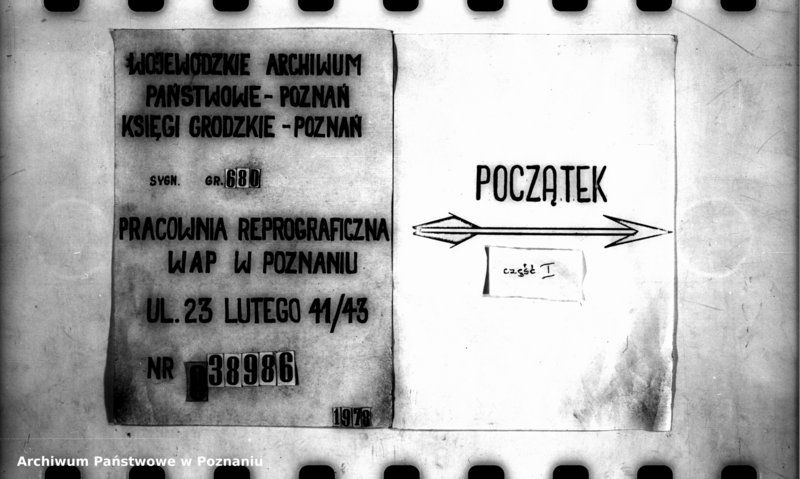 WOJEWÓDZKIE ARCHIWUM
PAŃSTWOWE - POZNAŃ
KSIĘGI GRODZKIE - POZNAŃ
SYGN. GR. 680
PRACOWNIA REPROGRAFICZNA
WAP W POZNANIU
UL. 23 LUTEGO 41/43
NR 38986
1978
POCZĄTEK
część I
Archiwum Państwowe w Poznaniu